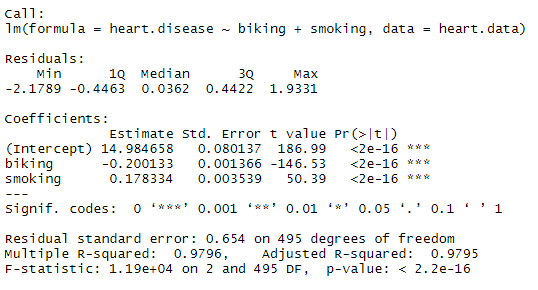 Call:
lm(formula = heart.disease ~ biking + smoking, data = heart.data)
Residuals:
Min 1Q Median 3Q Max
-2.1789 -0.4463 0.0362 0.4422 1.9331
Coefficients:
Estimate Std. Error t value Pr(>|t|)
(Intercept) 14.984658 0.080137 186.99 <2e-16 ***
biking -0.200133 0.001366 -146.53 <2e-16 ***
smoking 0.178334 0.003539 50.39 <2e-16 ***
---
Signif. codes: 0 ‘***’ 0.001 ‘**’ 0.01 ‘*’ 0.05 ‘.’ 0.1 ‘ ’ 1
Residual standard error: 0.654 on 495 degrees of freedom
Multiple R-squared: 0.9796, Adjusted R-squared: 0.9795
F-statistic: 1.19e+04 on 2 and 495 DF, p-value: < 2.2e-16